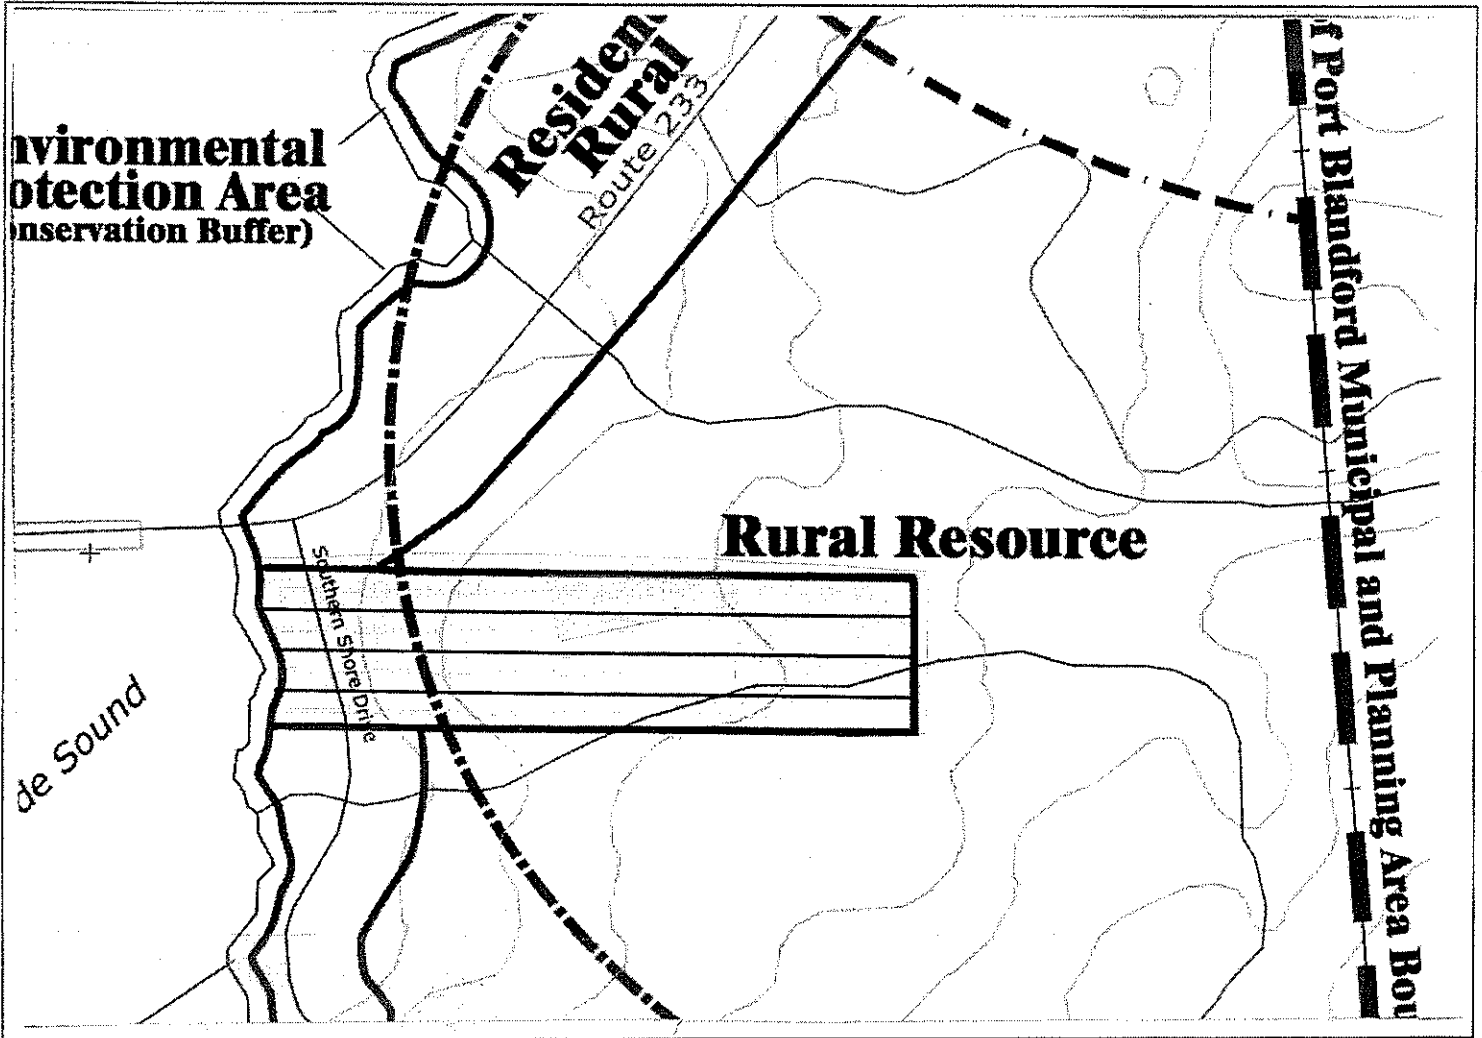 Residen
Rural
Route 233
nvironmental
otection Area
onservation Buffer)
f Port Blandford Municipal and Planning Area Bou
Rural Resource
Southern Shore Drive
de Sound